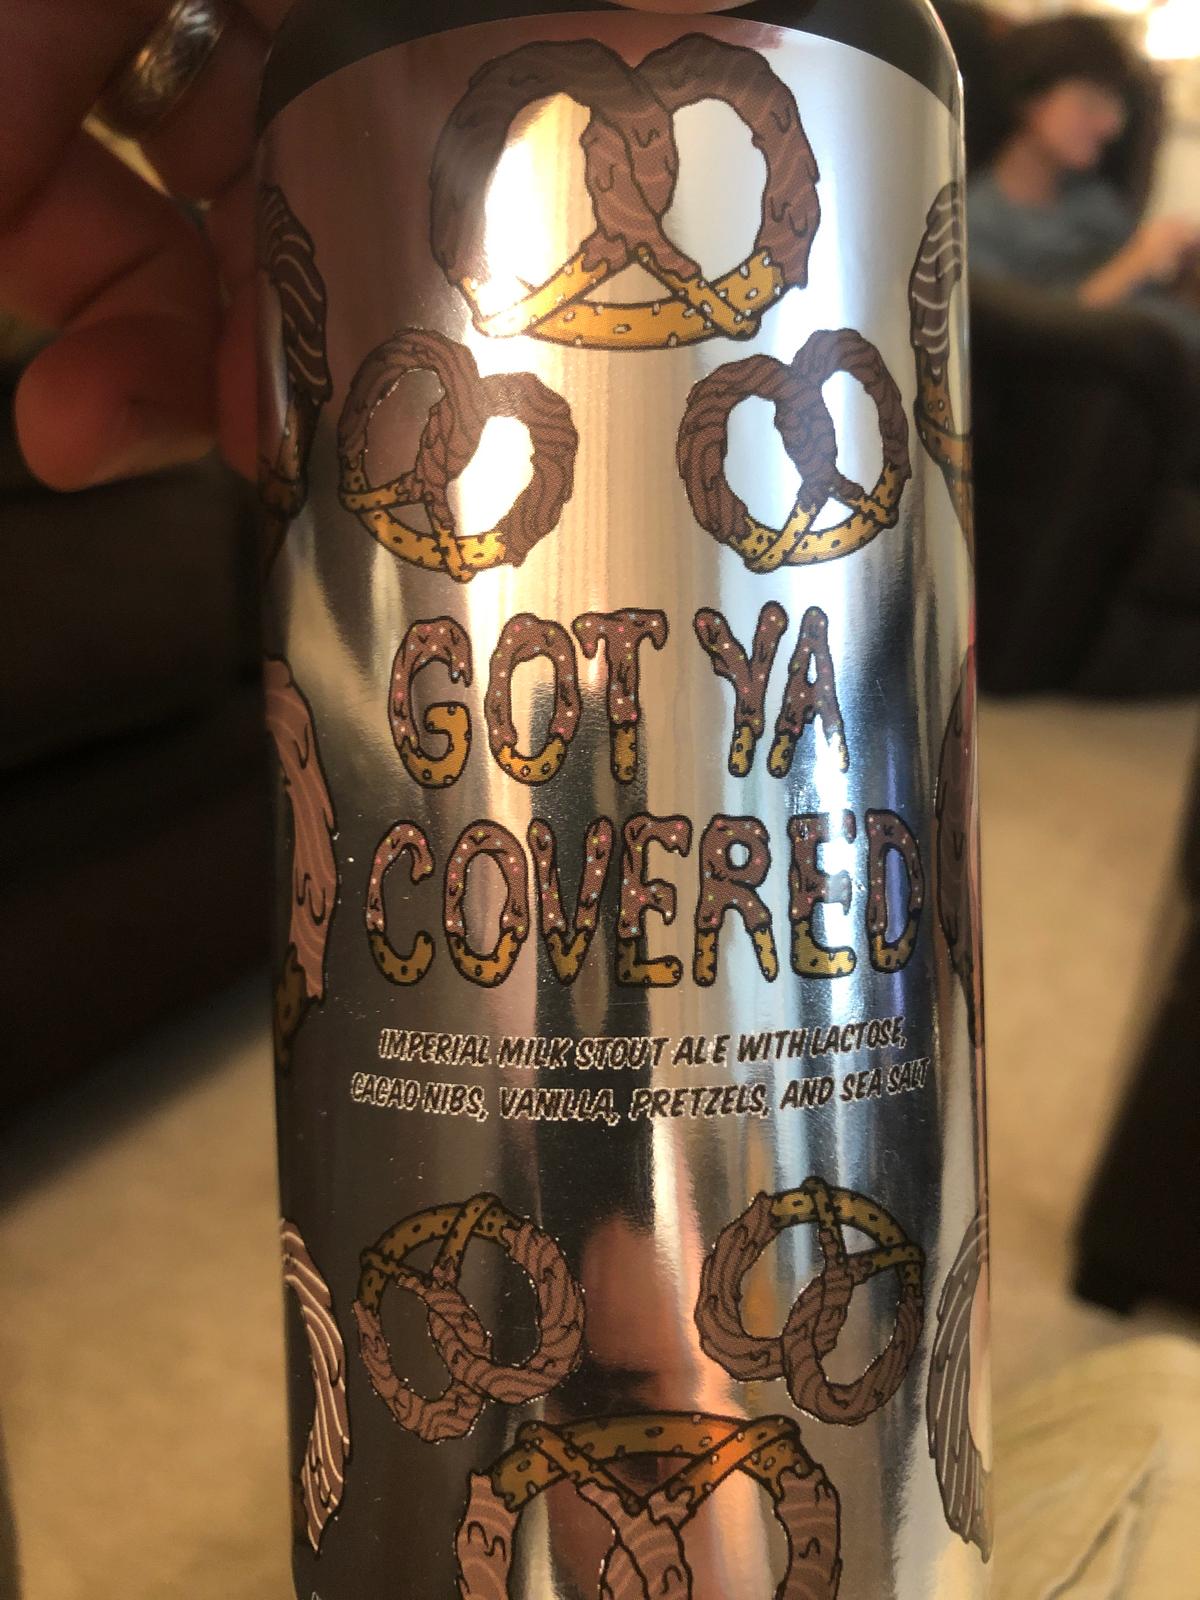 GOT YA
COVERED
IMPERIAL MILK STOUT ALE WITH LACTOSE,
CACAO NIBS, VANILLA, PRETZELS, AND SEA SALT